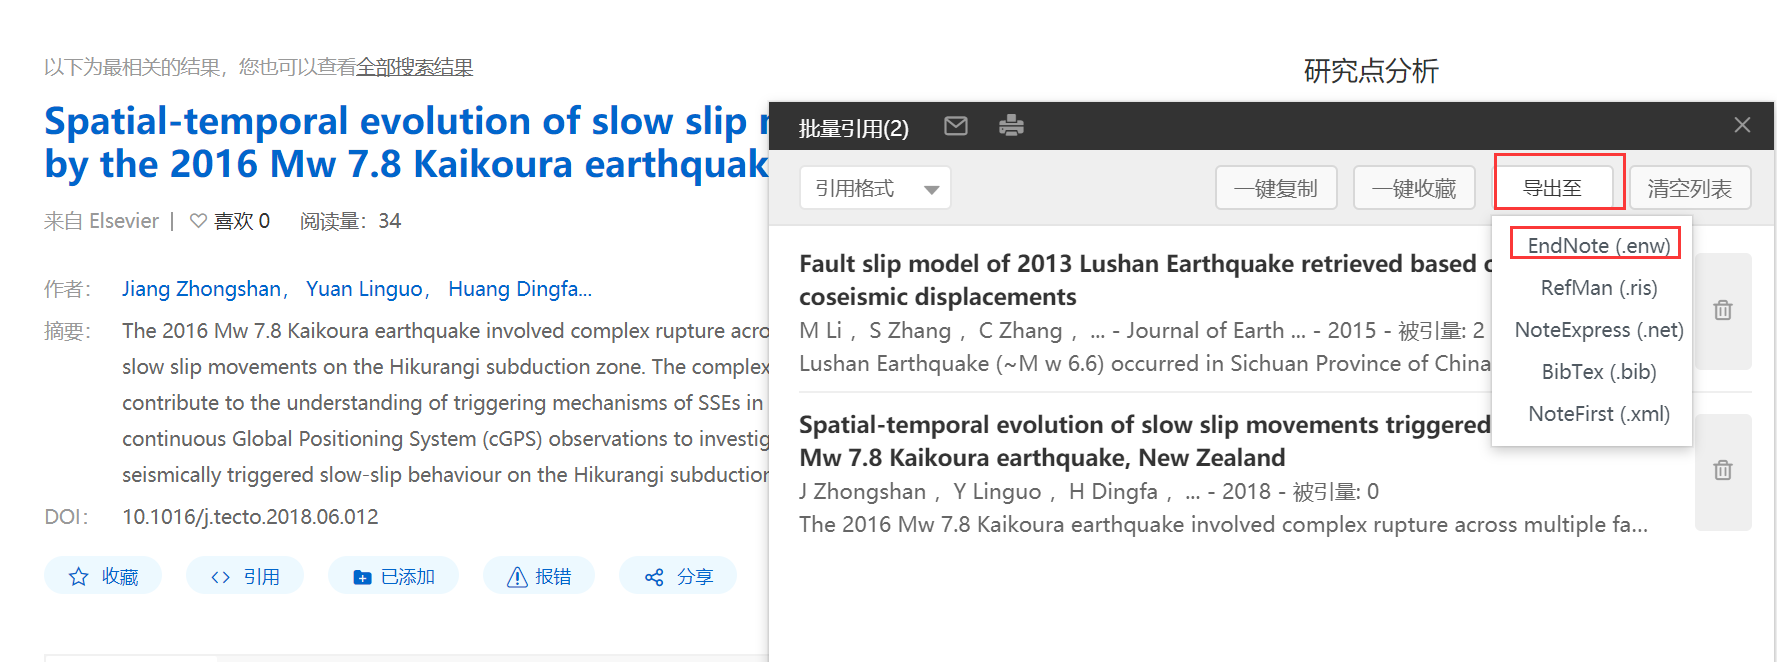 以下为最相关的结果，您也可以查看全部搜索结果
研究点分析
Spatial-temporal evolution of slow slip
by the 2016 Mw 7.8 Kaikoura earthquak
来自 Elsevier | 喜欢 0 阅读量：34
作者： Jiang Zhongshan， Yuan Linguo， Huang Dingfa...
摘要： The 2016 Mw 7.8 Kaikoura earthquake involved complex rupture acro
slow slip movements on the Hikurangi subduction zone. The complex
contribute to the understanding of triggering mechanisms of SSEs in
continuous Global Positioning System (cGPS) observations to investig
seismically triggered slow-slip behaviour on the Hikurangi subduction
DOI： 10.1016/j.tecto.2018.06.012
收藏 引用 已添加 报错 分享
批量引用(2)
引用格式 一键复制 一键收藏 导出至 清空列表
EndNote (.enw)
RefMan (.ris)
NoteExpress (.net)
BibTex (.bib)
NoteFirst (.xml)
Fault slip model of 2013 Lushan Earthquake retrieved based
coseismic displacements
M Li ，S Zhang ，C Zhang ，... - Journal of Earth ... - 2015 - 被引量: 2
Lushan Earthquake (~M w 6.6) occurred in Sichuan Province of China
Spatial-temporal evolution of slow slip movements triggered
Mw 7.8 Kaikoura earthquake, New Zealand
J Zhongshan ，Y Linguo ，H Dingfa ，... - 2018 - 被引量: 0
The 2016 Mw 7.8 Kaikoura earthquake involved complex rupture across multiple fa...